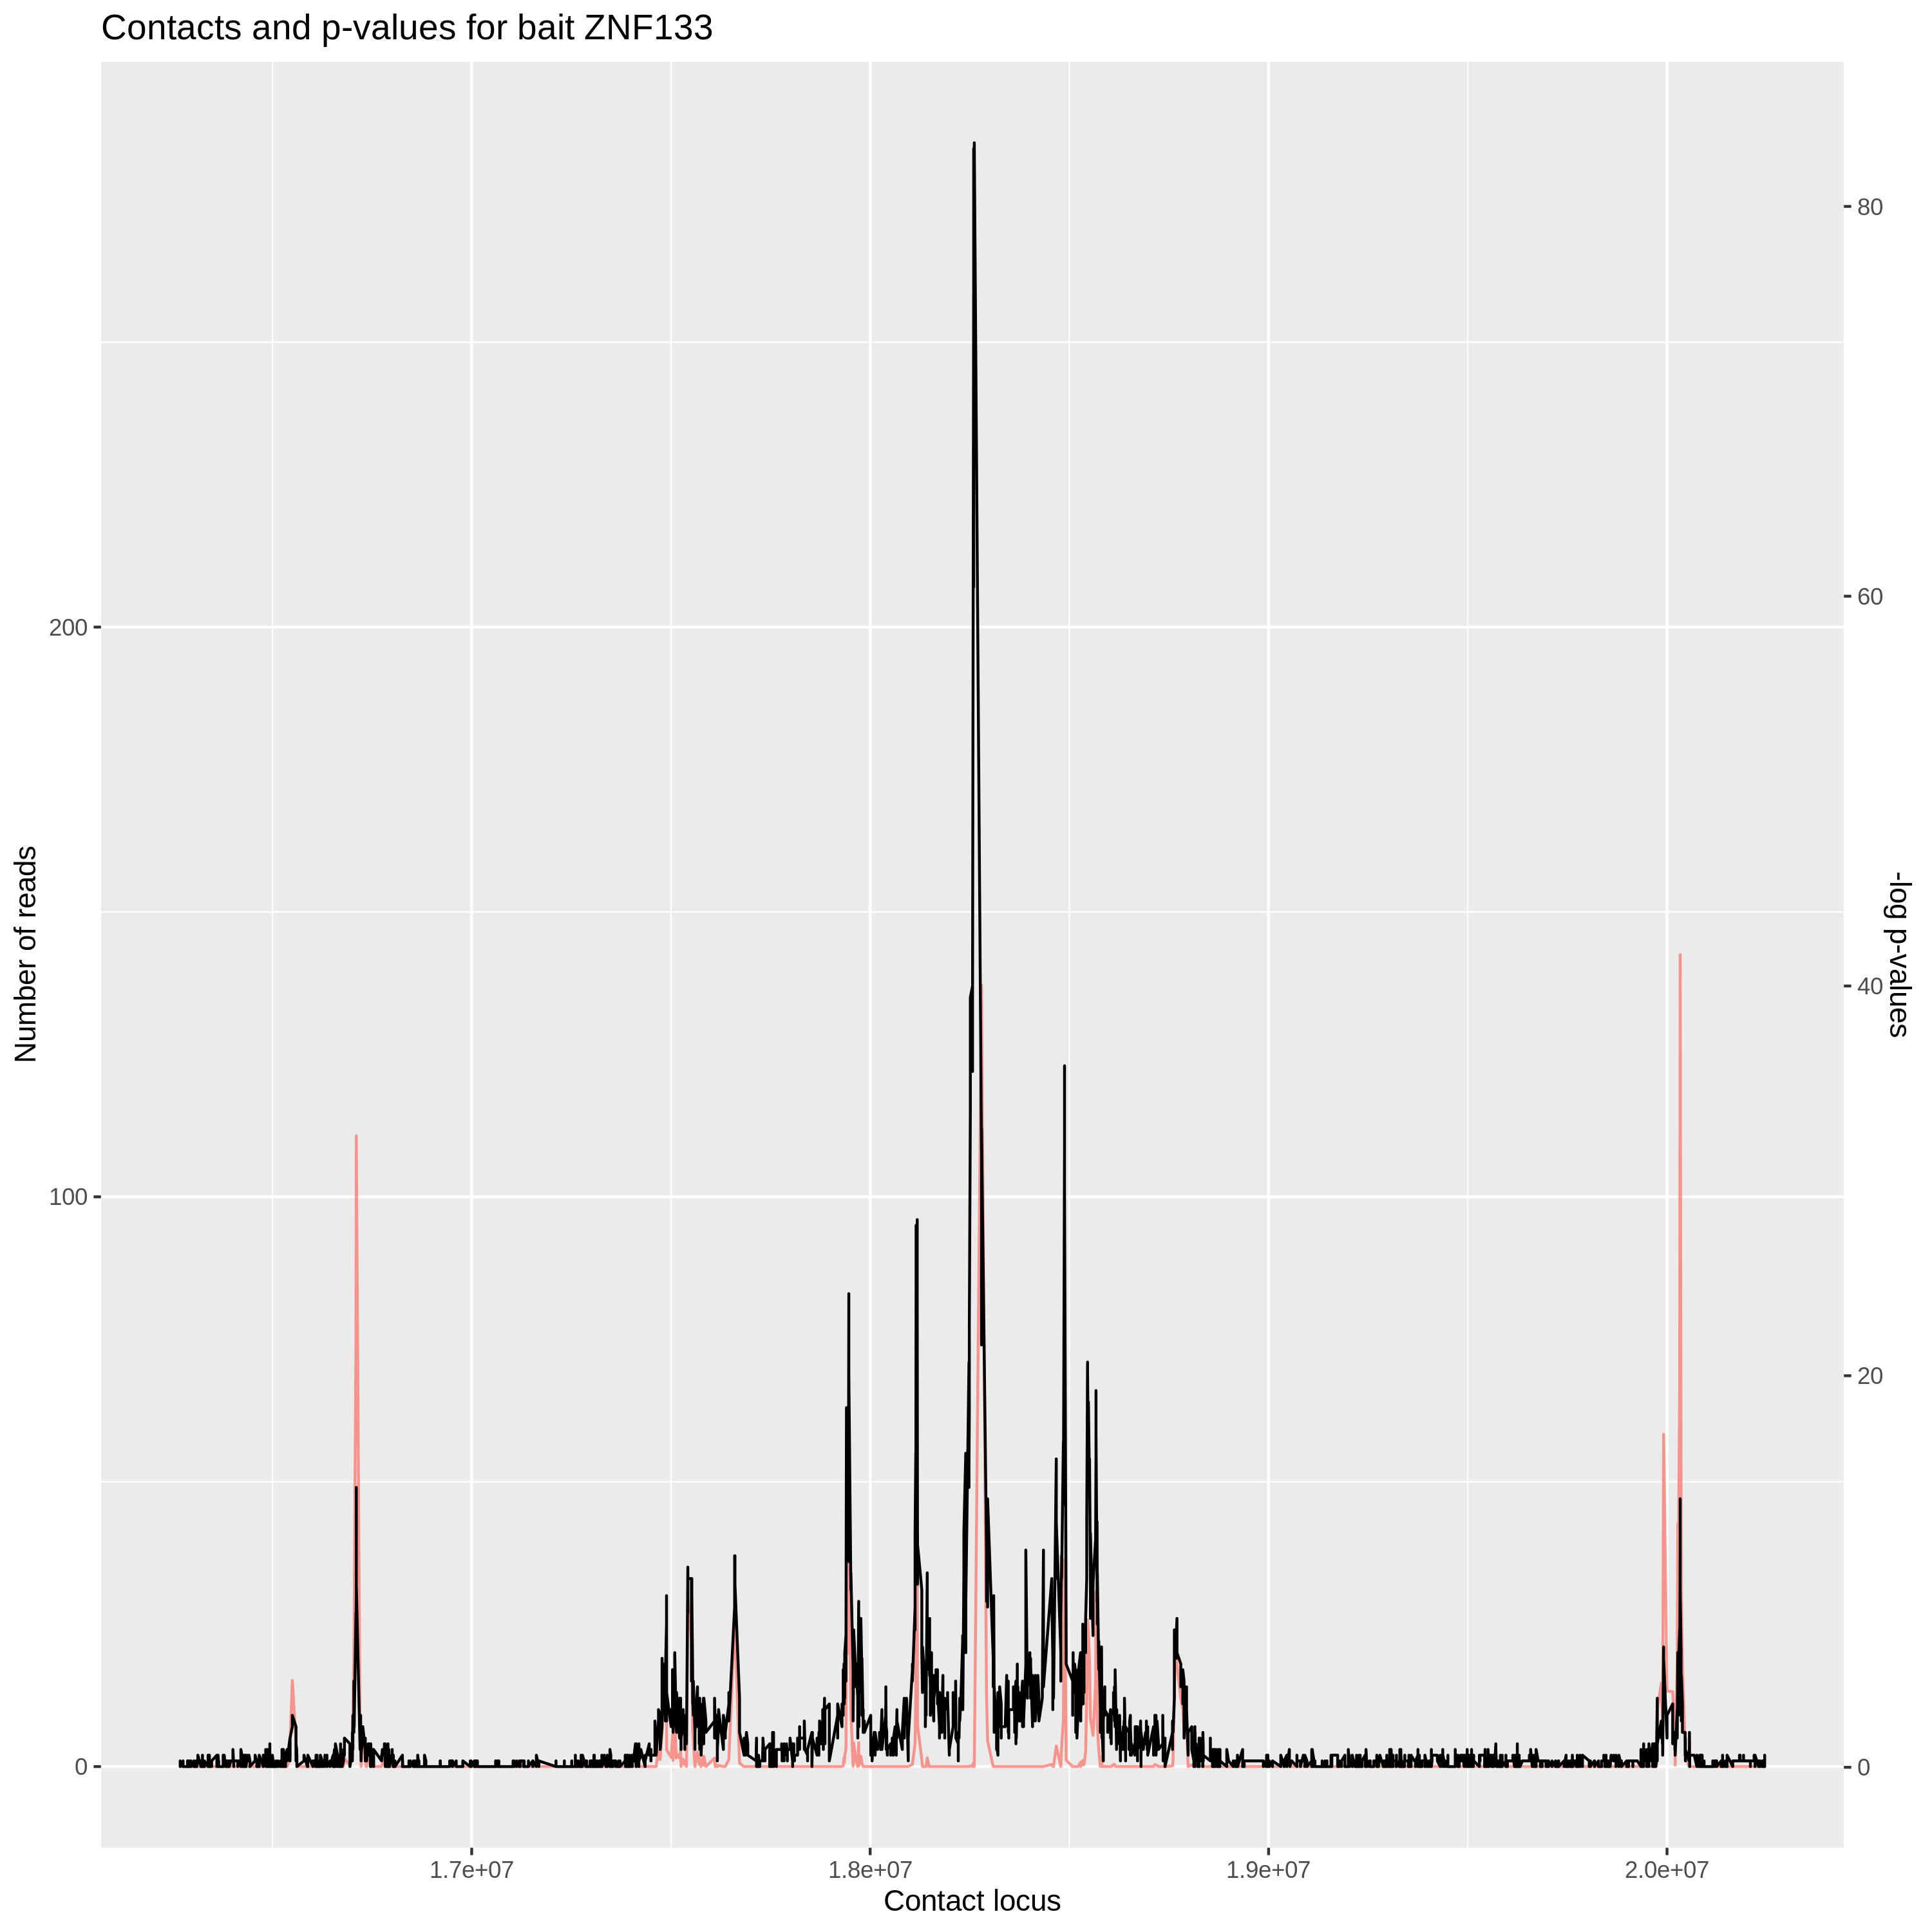 Contacts and p-values for bait ZNF133
Number of reads
200
100
0
80
60
40
20
0
-log p-values
1.7e+07
1.8e+07
1.9e+07
2.0e+07
Contact locus